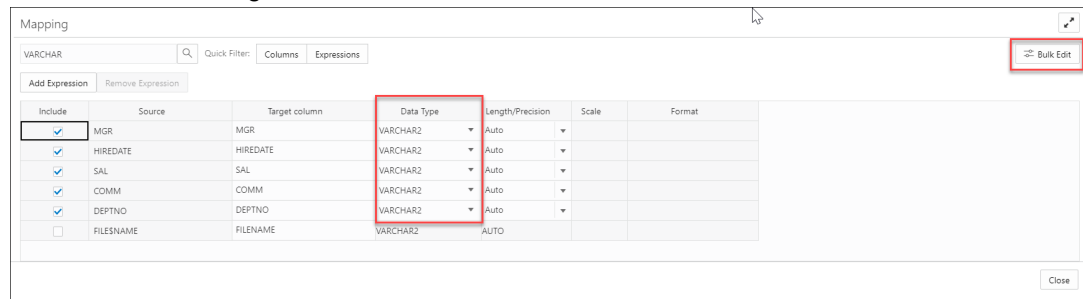 Mapping
VARCHAR Quick Filter: Columns Expressions Bulk Edit
Add Expression Remove Expression
Include Source Target column Data Type Length/Precision Scale Format
MGR MGR VARCHAR2 Auto
HIREDATE HIREDATE VARCHAR2 Auto
SAL SAL VARCHAR2 Auto
COMM COMM VARCHAR2 Auto
DEPTNO DEPTNO VARCHAR2 Auto
FILE$NAME FILENAME VARCHAR2 AUTO
Close